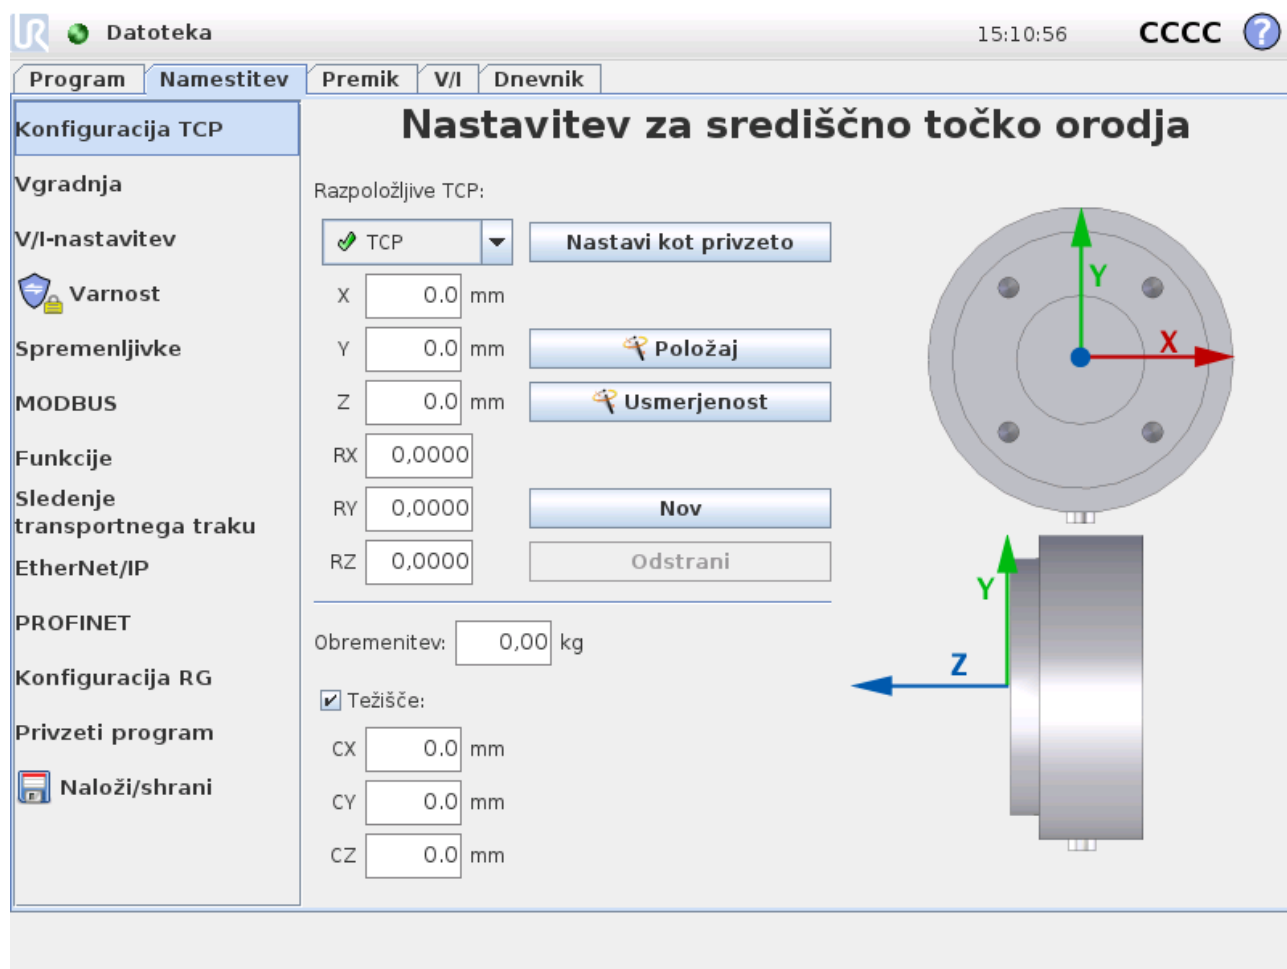 UR Datoteka 15:10:56 CCCC ?
Program Namestitev Premik V/I Dnevnik
Konfiguracija TCP
Vgradnja
V/I-nastavitev
Varnost
Spremenljivke
MODBUS
Funkcije
Sledenje
transportnega traku
EtherNet/IP
PROFINET
Konfiguracija RG
Privzeti program
Naloži/shrani
Nastavitev za središčno točko orodja
Razpoložljive TCP:
TCP Nastavi kot privzeto
X 0.0 mm
Y 0.0 mm Položaj
Z 0.0 mm Usmerjenost
RX 0,0000
RY 0,0000 Nov
RZ 0,0000 Odstrani
Obremenitev: 0,00 kg
Težišče:
CX 0.0 mm
CY 0.0 mm
CZ 0.0 mm
Y
X
Y
Z